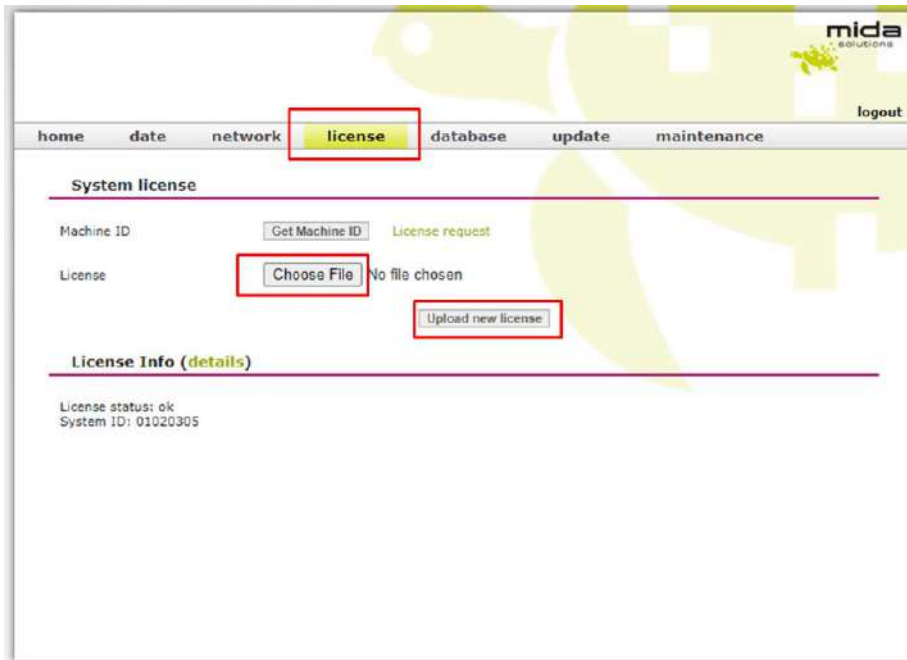 mida
solutions
logout
home date network license database update maintenance
System license
Machine ID Get Machine ID License request
License Choose File No file chosen
Upload new license
License Info (details)
License status: ok
System ID: 01020305